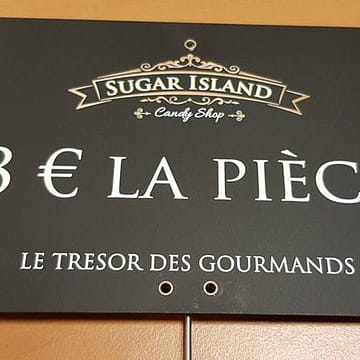 SUGAR ISLAND
Candy Shop
3 € LA PIÈC
LE TRESOR DES GOURMANDS